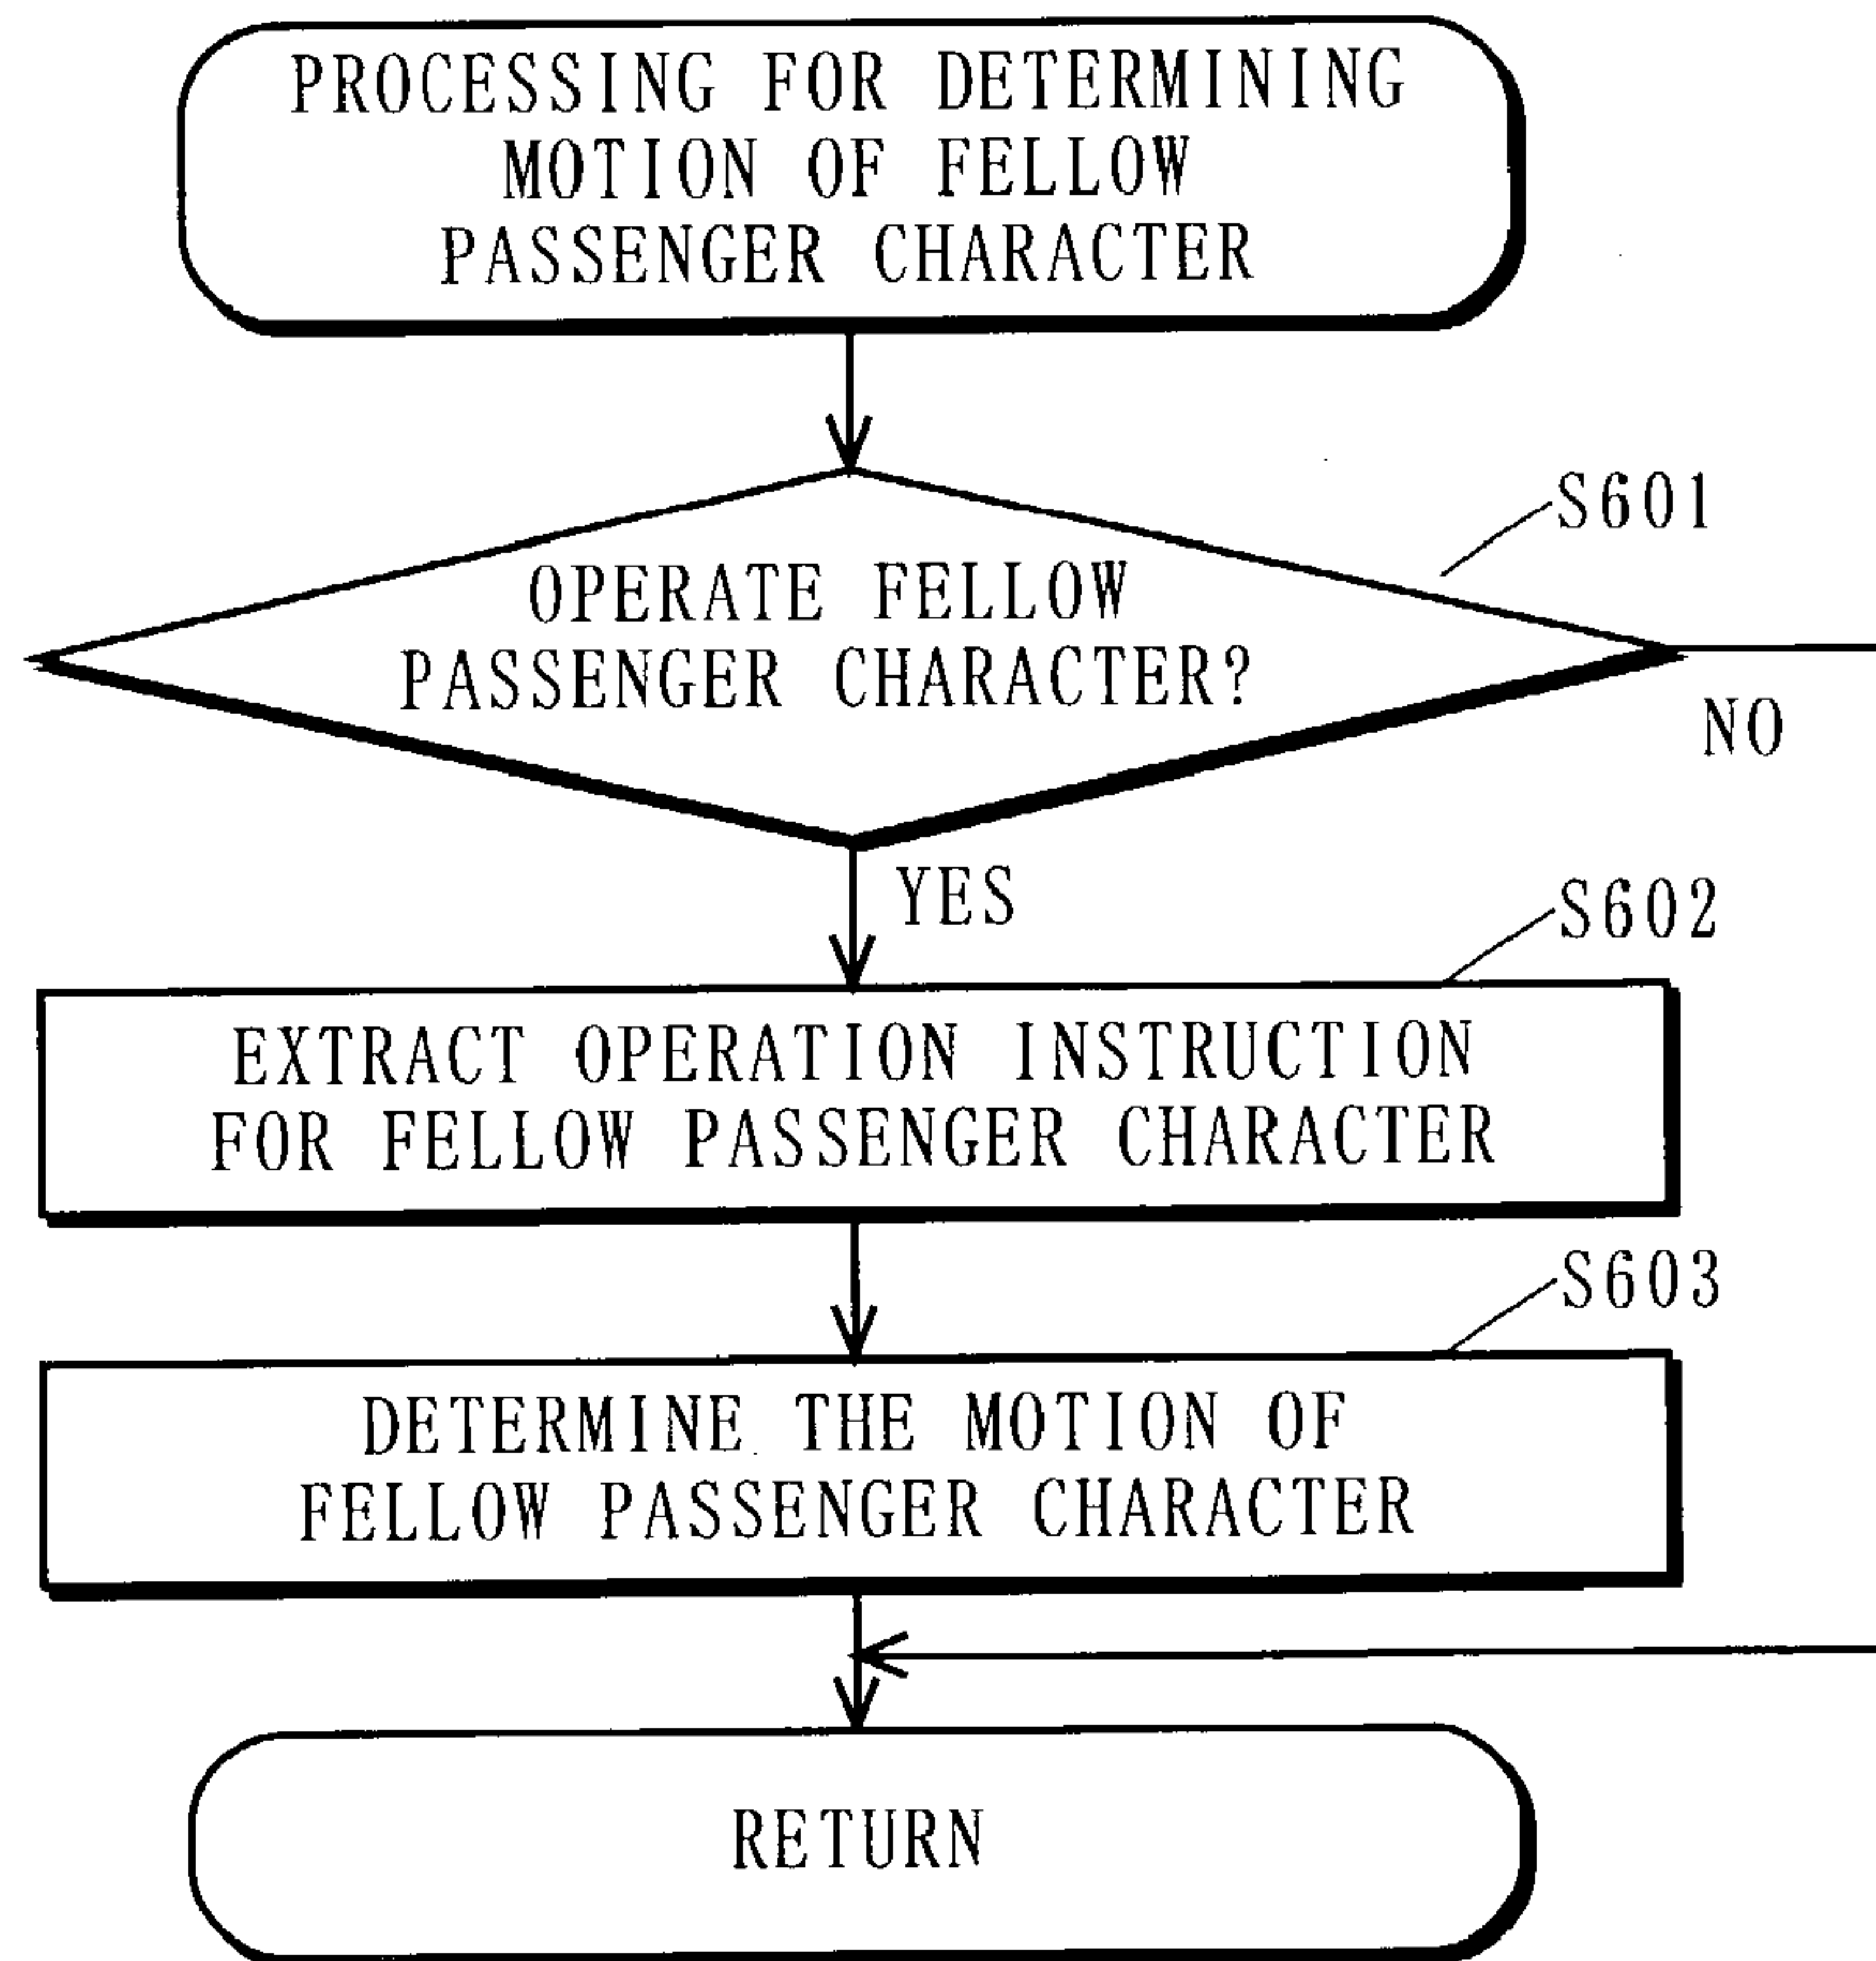 PROCESSING FOR DETERMINING
MOTION OF FELLOW
PASSENGER CHARACTER
S601
OPERATE FELLOW
PASSENGER CHARACTER?
NO
YES
S602
EXTRACT OPERATION INSTRUCTION
FOR FELLOW PASSENGER CHARACTER
S603
DETERMINE THE MOTION OF
FELLOW PASSENGER CHARACTER
RETURN